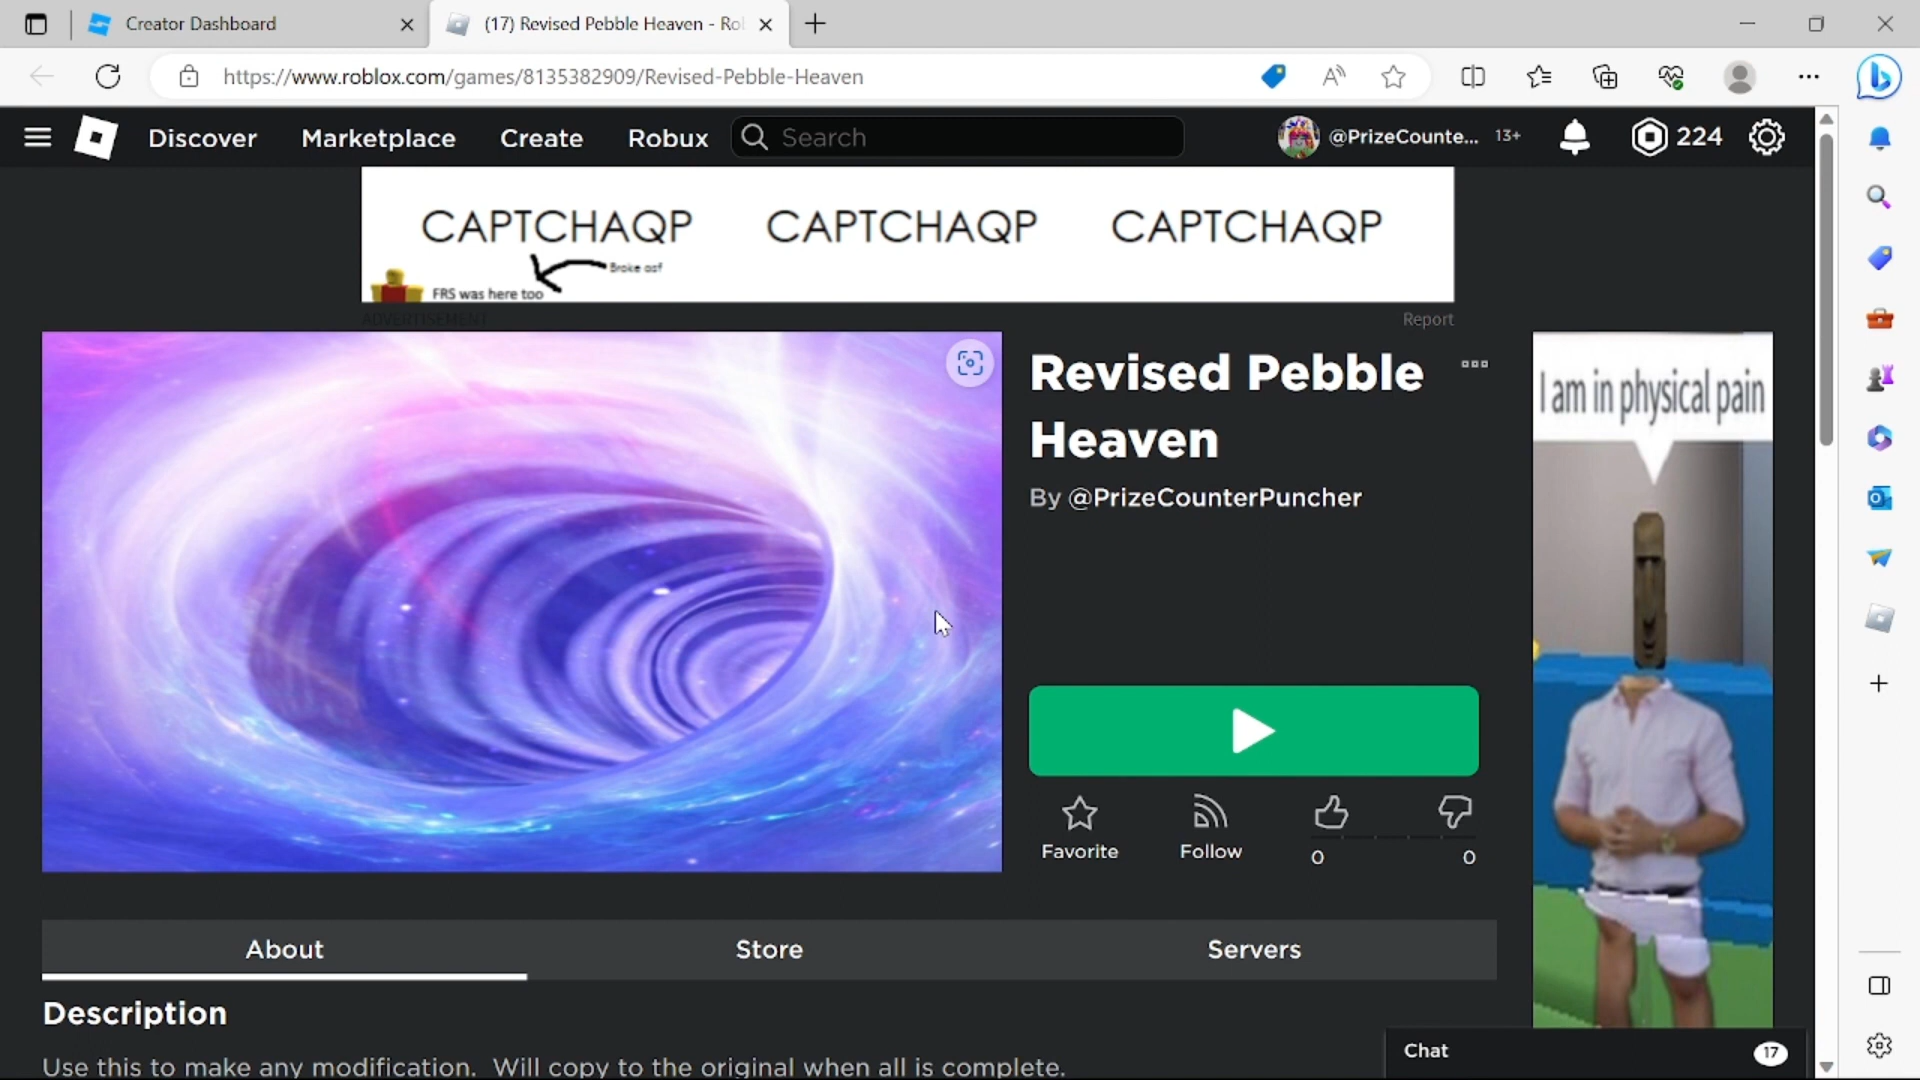 Creator Dashboard
(17) Revised Pebble Heaven - Rol
https://www.roblox.com/games/8135382909/Revised-Pebble-Heaven
Discover
Marketplace
Create
Robux
Search
@PrizeCounte...
13+
224
CAPTCHAQP CAPTCHAQP CAPTCHAQP
Broke asf
FRS was here too
ADVERTISEMENT
Report
Revised Pebble
Heaven
By @PrizeCounterPuncher
I am in physical pain
Favorite
Follow
0
0
About
Store
Servers
Description
Use this to make any modification. Will copy to the original when all is complete.
Chat
17